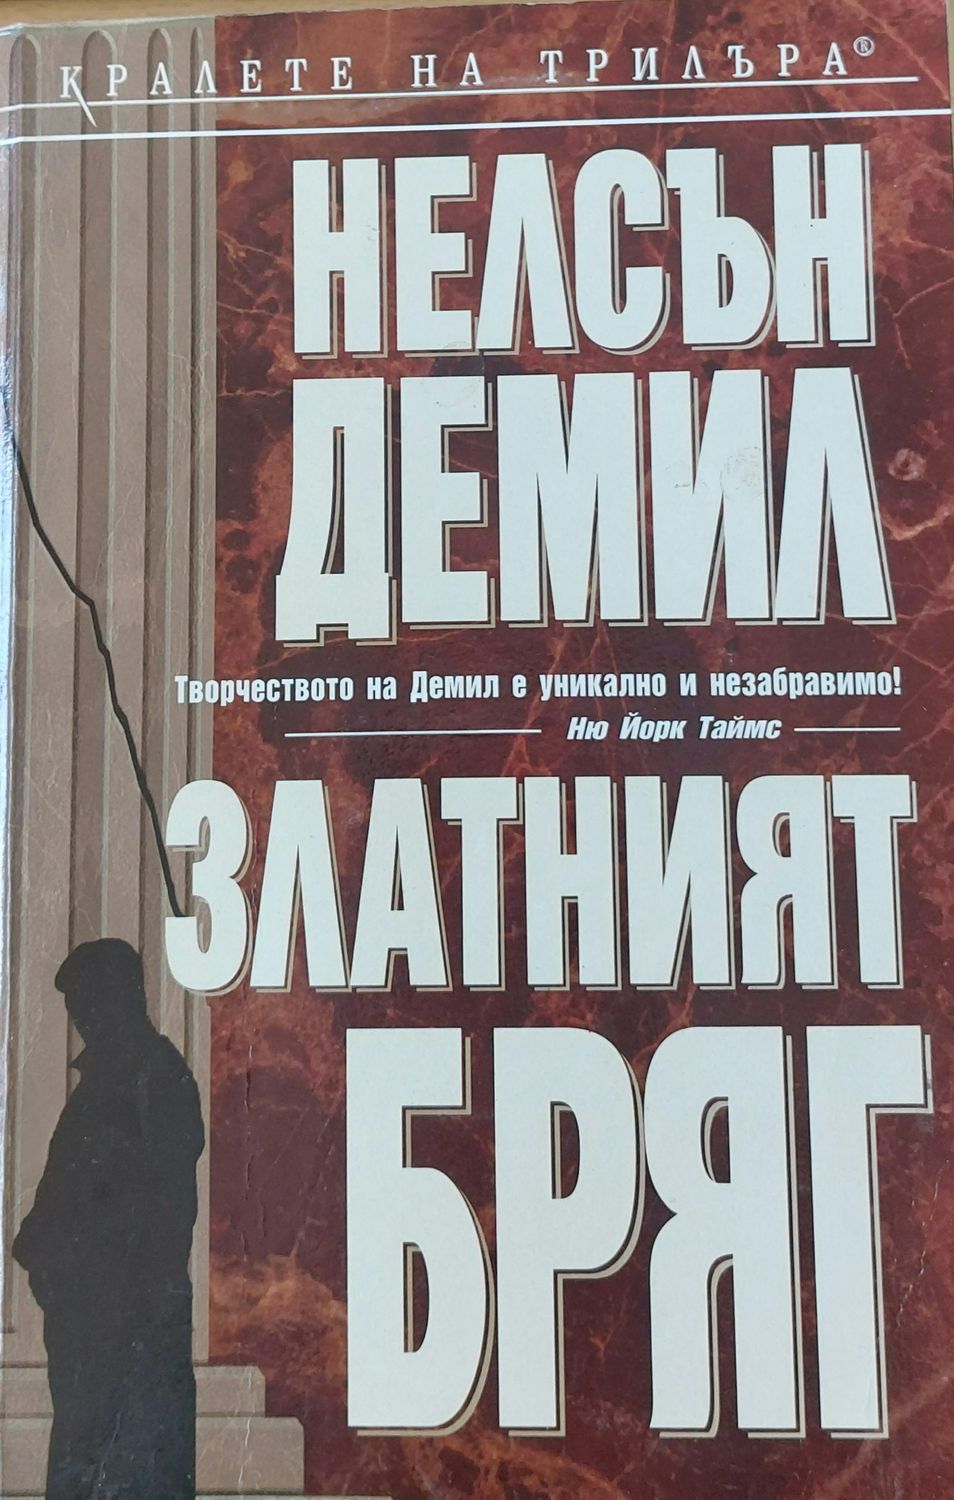 КРАЛЕТЕ НА ТРИЛЪРА®
НЕЛСЪН
ДЕМИЛ
Творчеството на Демил е уникално и незабравимо!
Ню Йорк Таймс
ЗЛАТНИЯТ
БРЯГ